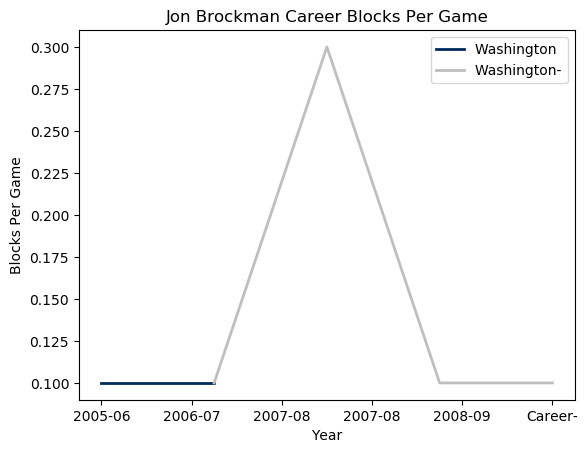 Jon Brockman Career Blocks Per Game
Washington
Washington-
0.300
0.275
0.250
0.225
0.200
0.175
0.150
0.125
0.100
Blocks Per Game
2005-06 2006-07 2007-08 2007-08 2008-09 Career-
Year